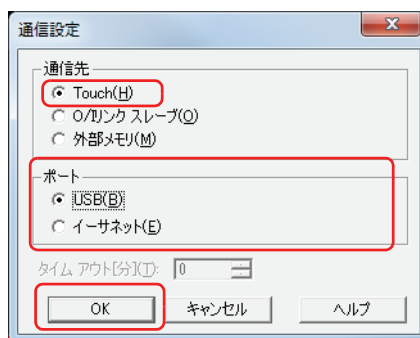 通信設定
通信先
Touch(H)
O/Iリンク スレーブ(O)
外部メモリ(M)
ポート
USB(B)
イーサネット(E)
タイム アウト[分](T): 0
OK キャンセル ヘルプ